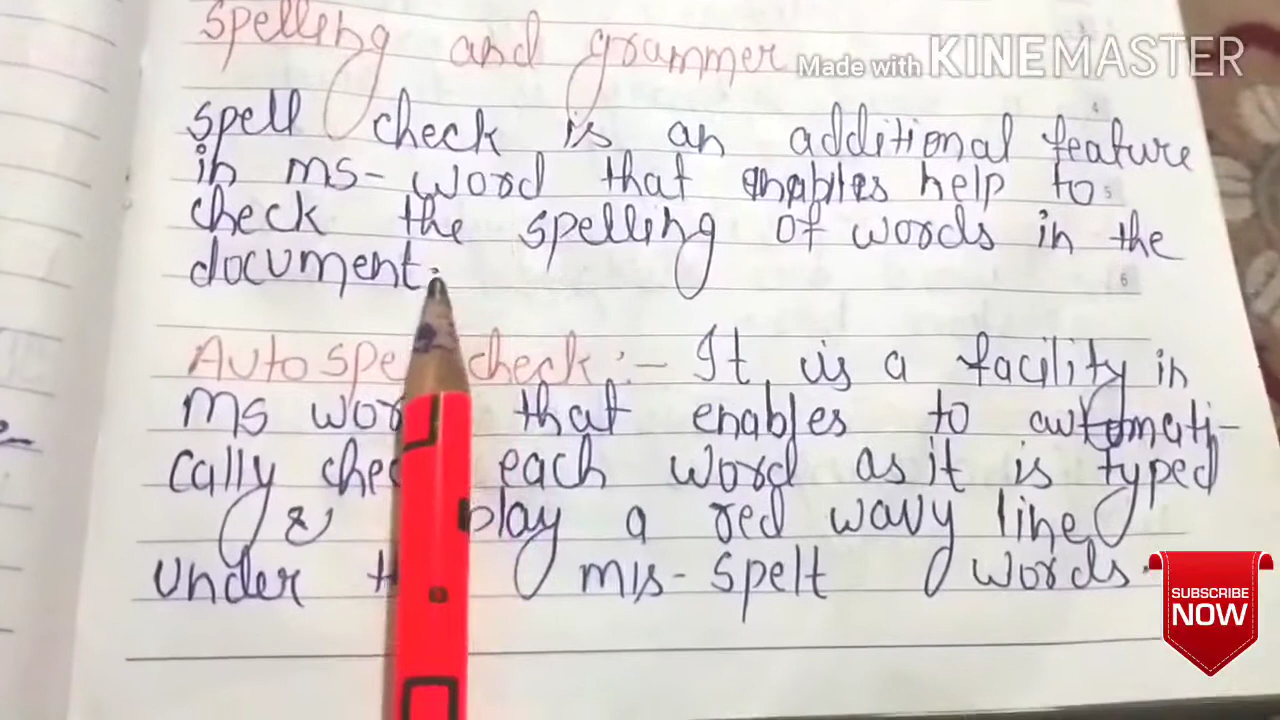 Spelling and grammer
Made with KINEMASTER
Spell check is an additional feature
in ms-word that enables help to
check the spelling of words in the
document.
Auto spe check :- It is a facility in
ms wor that enables to automati-
cally chec each word as it is typed
& play a red wavy line
under t mis-spelt words.
SUBSCRIBE
NOW